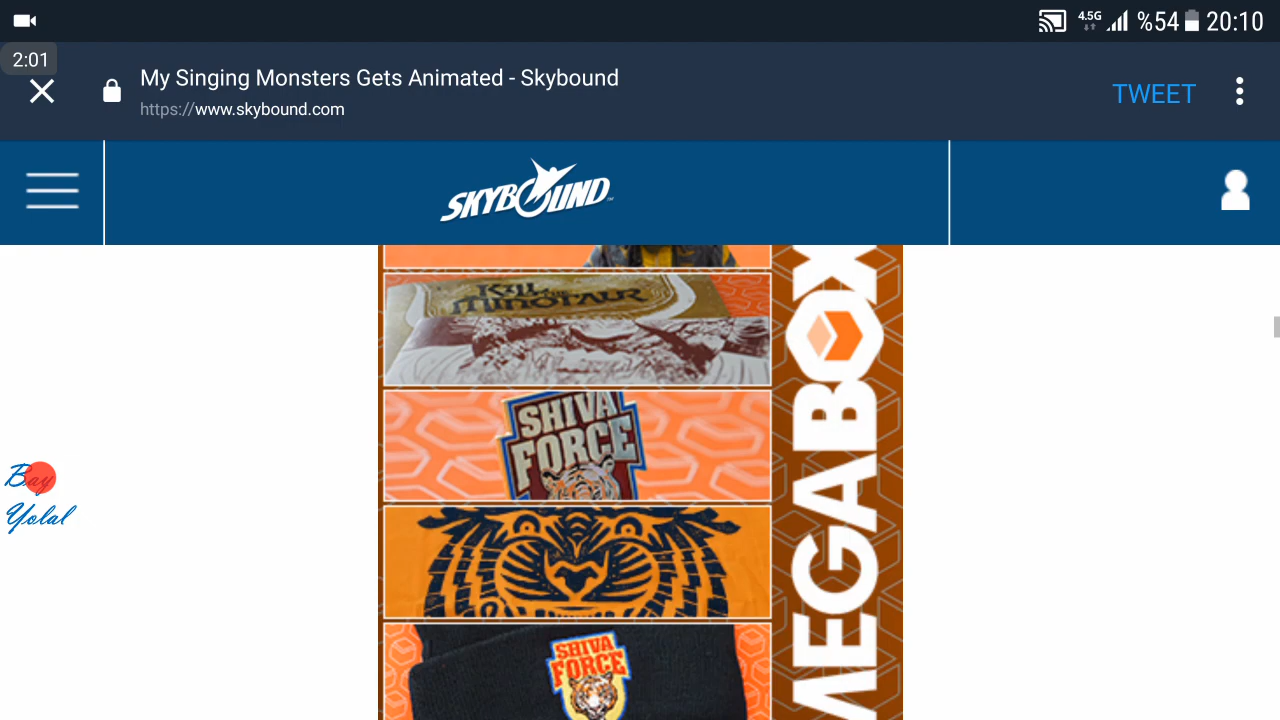 4.5G %54 20:10
2:01
My Singing Monsters Gets Animated - Skybound
https://www.skybound.com
TWEET
SKYBOUND
KILL
MINOTAUR
SHIVA
FORCE
SHIVA
FORCE
MEGABOX
Bay
Yolal